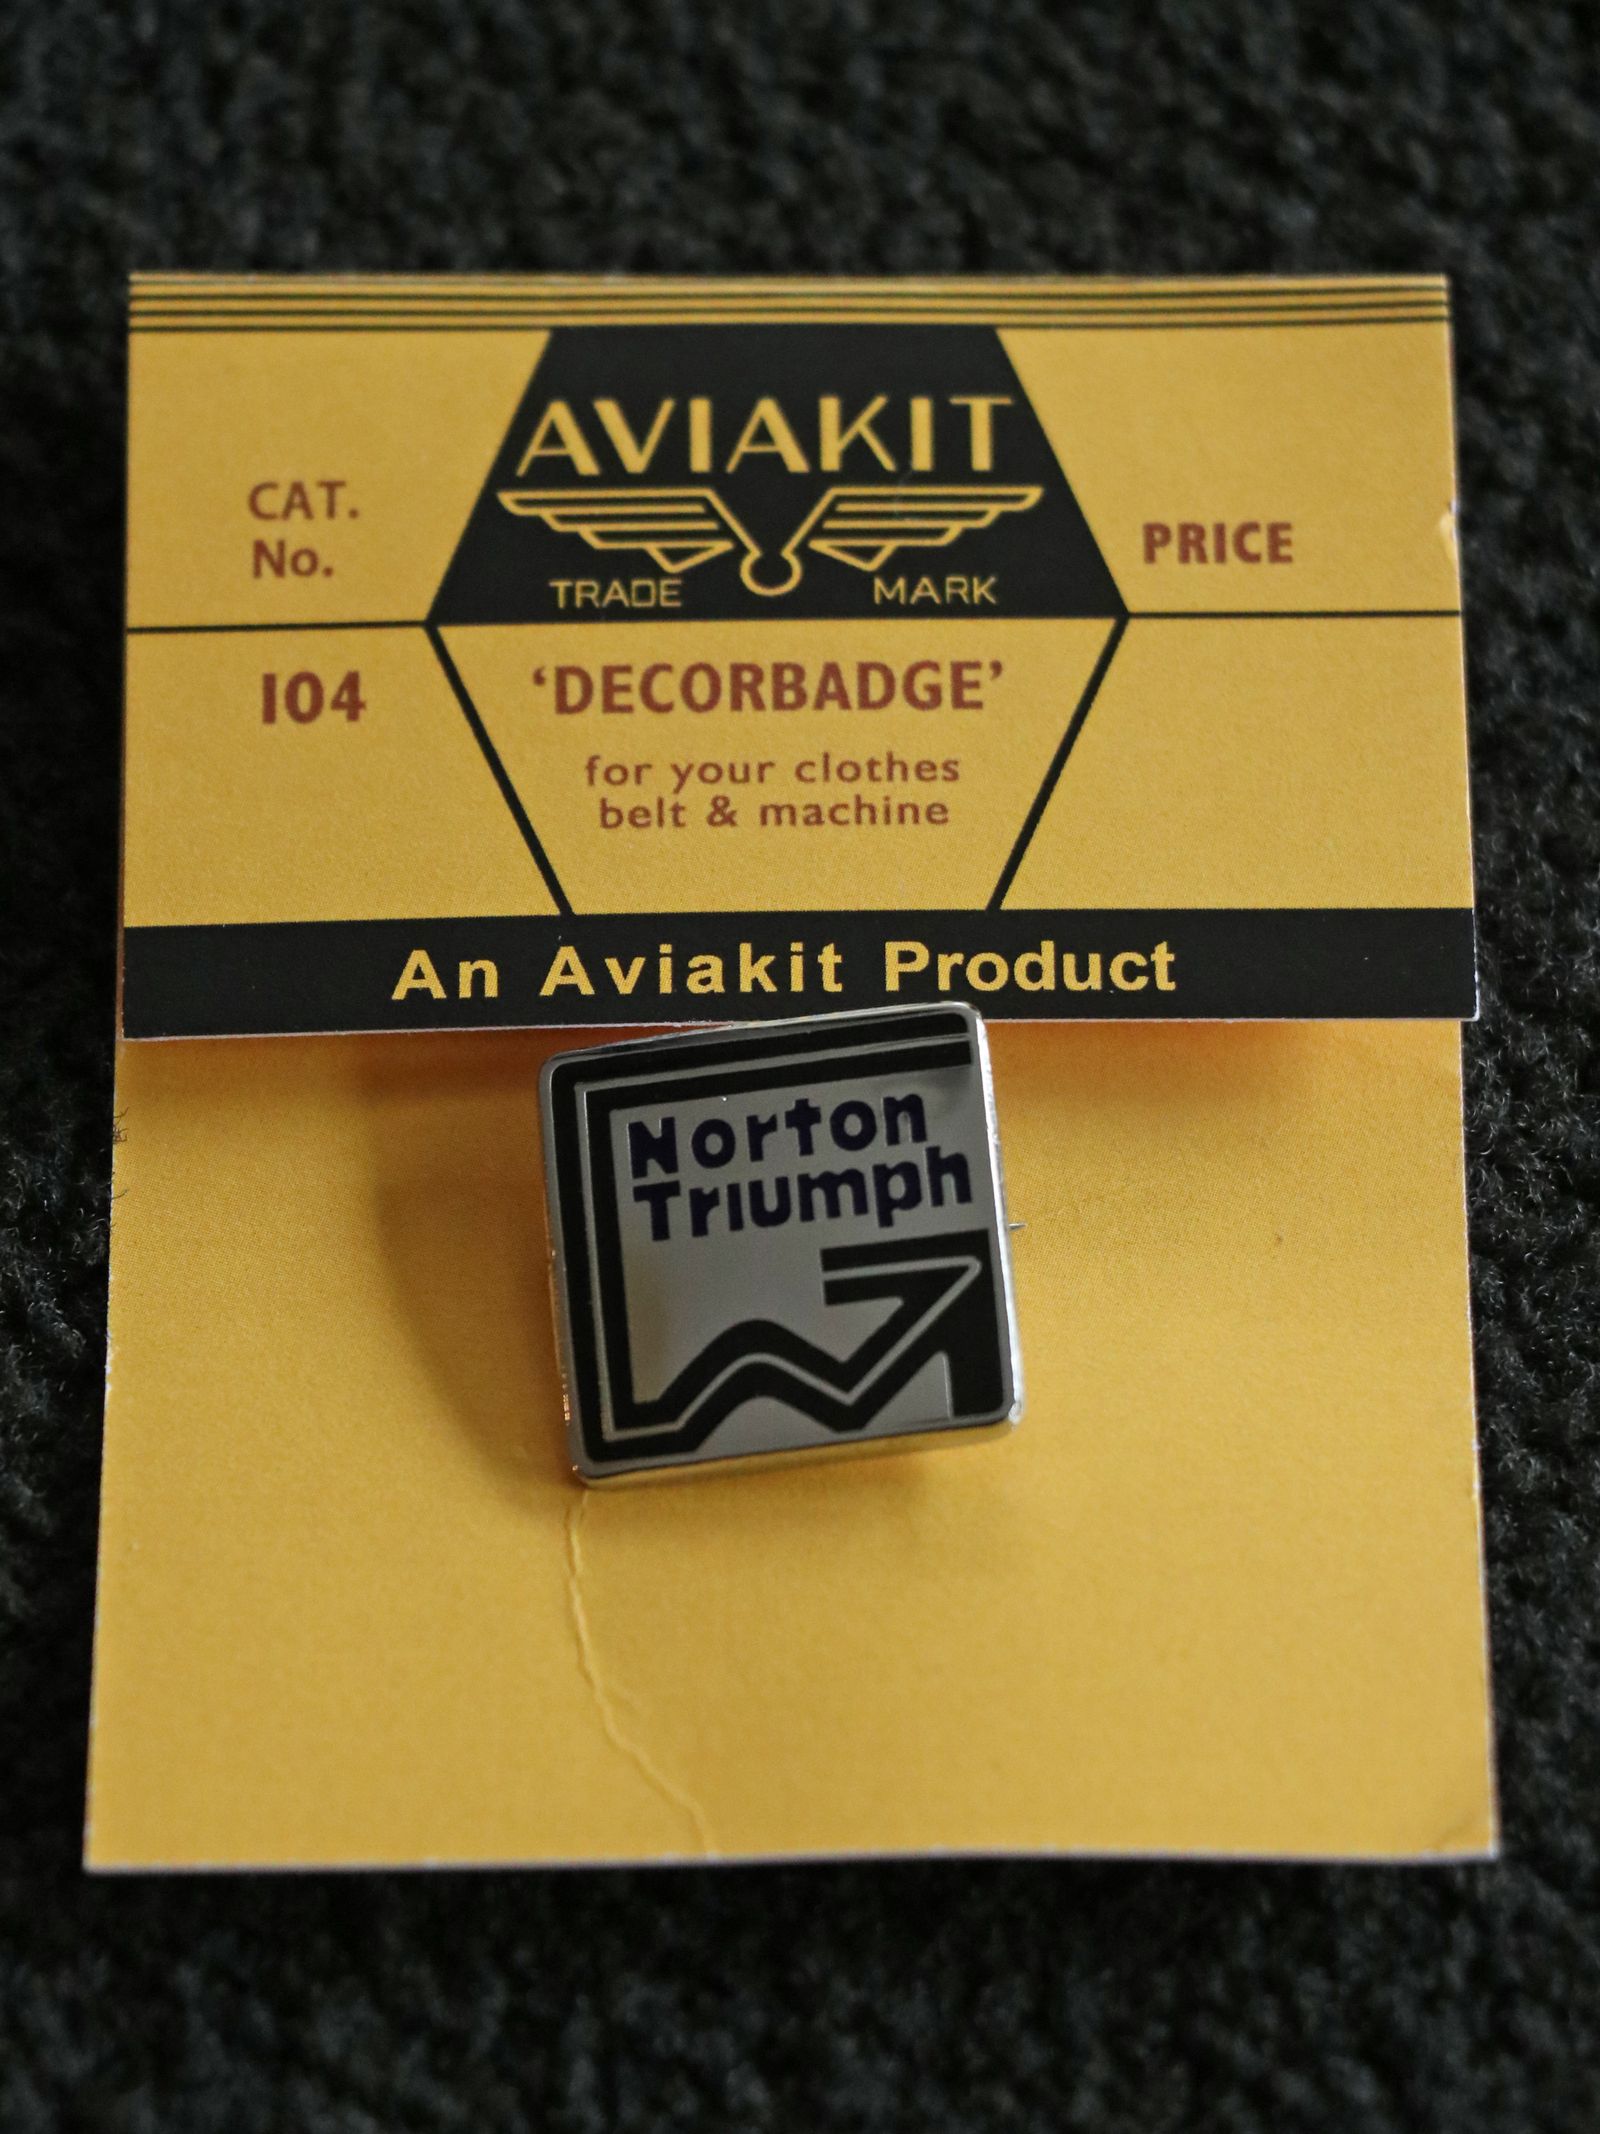 AVIAKIT
TRADE MARK
CAT.
No.
PRICE
104
‘DECORBADGE’
for your clothes
belt & machine
An Aviakit Product
Norton
Triumph